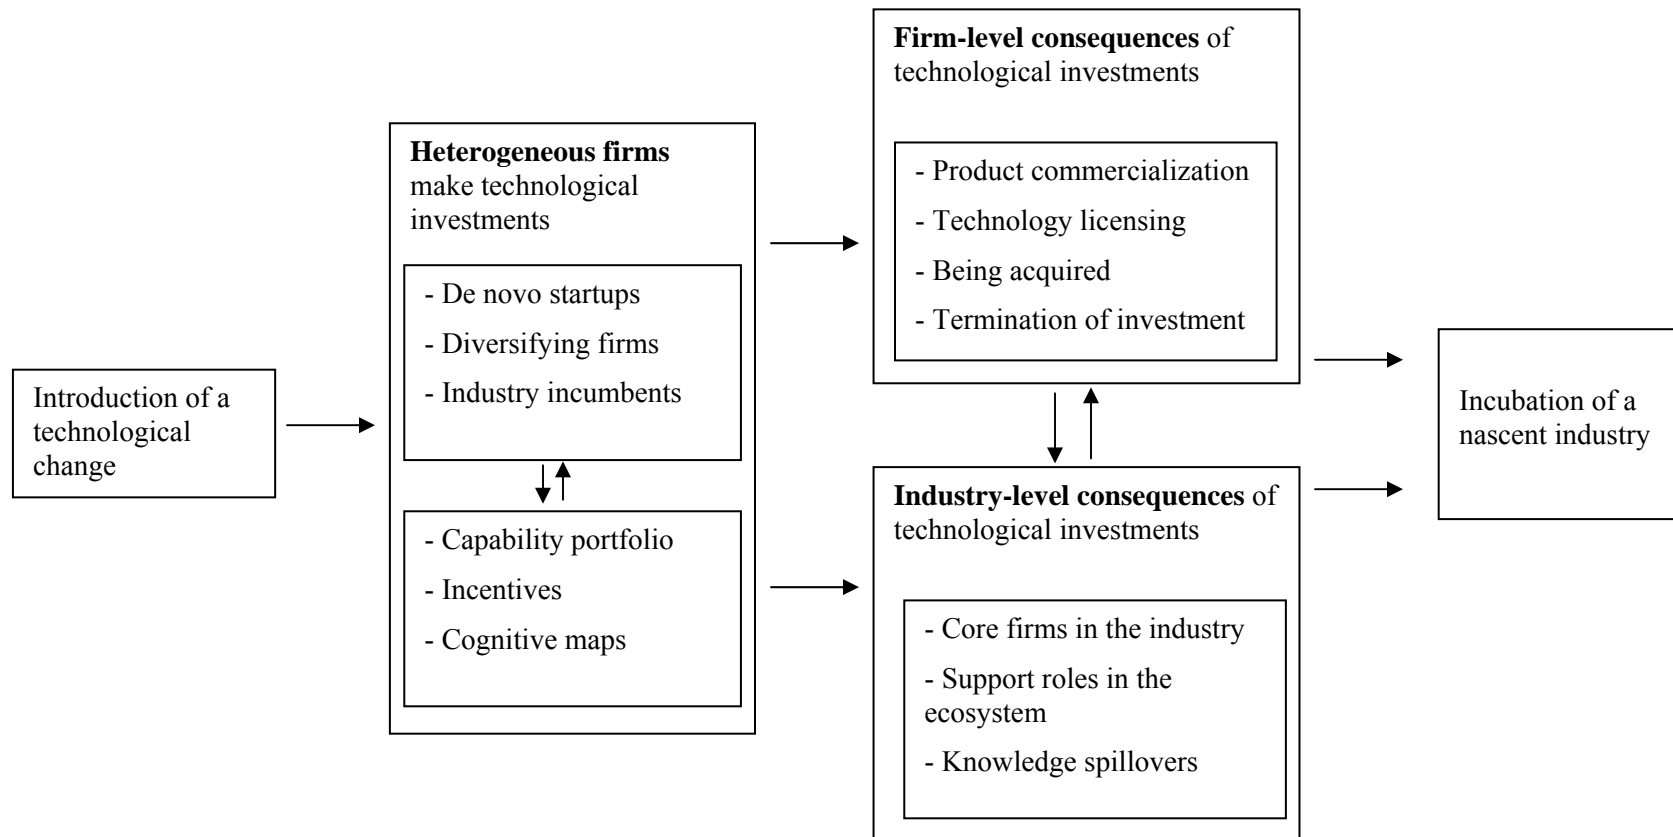 Introduction of a
technological
change
Heterogeneous firms
make technological
investments
- De novo startups
- Diversifying firms
- Industry incumbents
- Capability portfolio
- Incentives
- Cognitive maps
Firm-level consequences of
technological investments
- Product commercialization
- Technology licensing
- Being acquired
- Termination of investment
Industry-level consequences of
technological investments
- Core firms in the industry
- Support roles in the
ecosystem
- Knowledge spillovers
Incubation of a
nascent industry